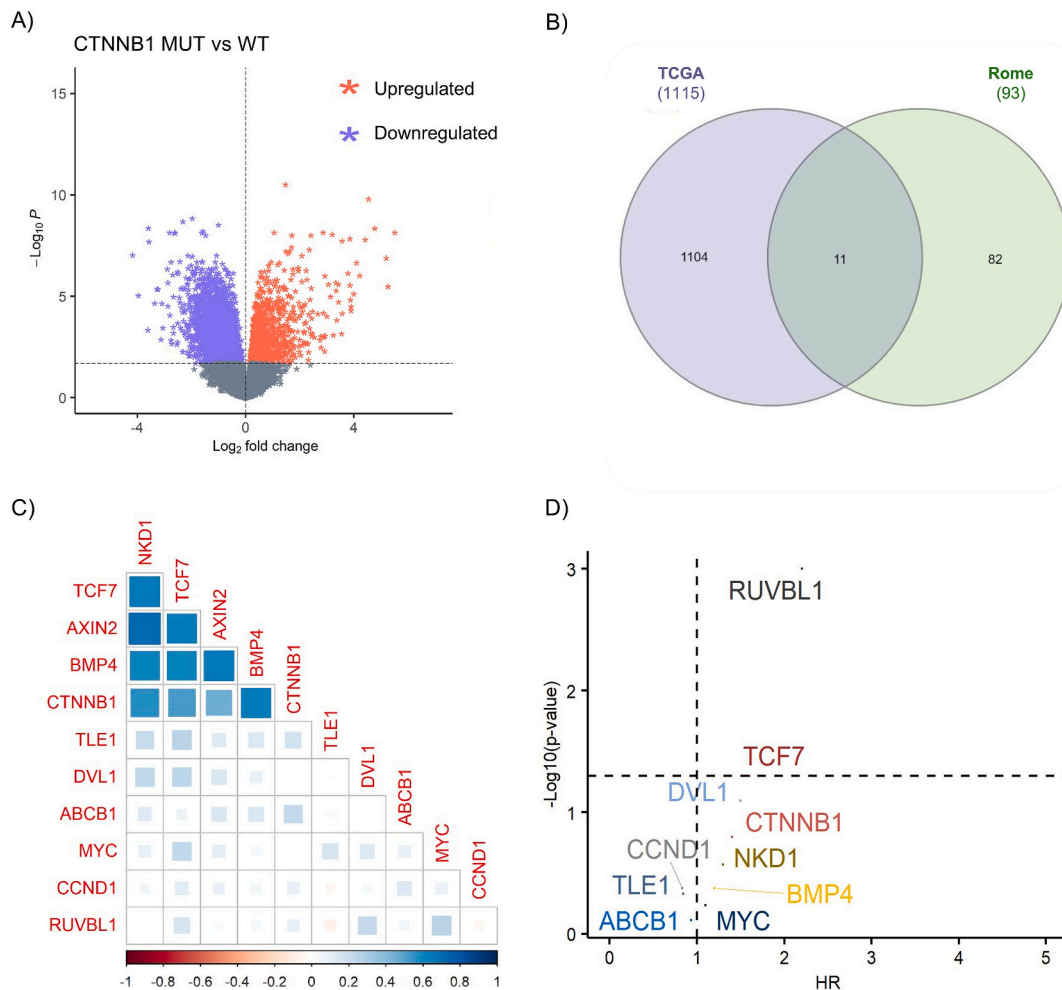 A)
CTNNB1 MUT vs WT
Upregulated
Downregulated
15
10
5
0
−Log10 P
-4
0
4
Log2 fold change
B)
TCGA
(1115)
Rome
(93)
1104
11
82
C)
NKD1
TCF7
AXIN2
BMP4
CTNNB1
TLE1
DVL1
ABCB1
MYC
CCND1
TCF7
AXIN2
BMP4
CTNNB1
TLE1
DVL1
ABCB1
MYC
CCND1
RUVBL1
-1 -0.8 -0.6 -0.4 -0.2 0 0.2 0.4 0.6 0.8 1
D)
3
2
1
0
-Log10(p-value)
RUVBL1
TCF7
DVL1
CTNNB1
CCND1
NKD1
TLE1
BMP4
ABCB1
MYC
0 1 2 3 4 5
HR